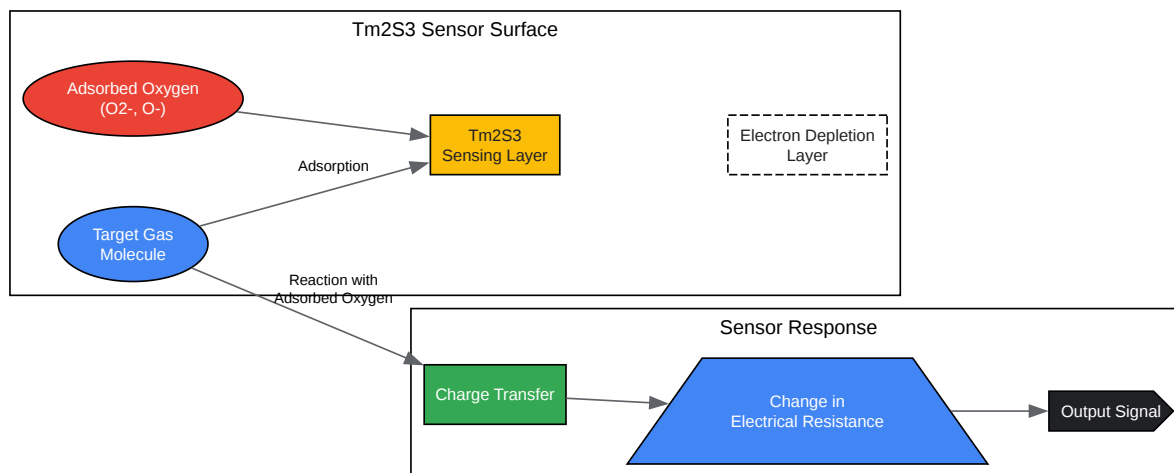 Tm2S3 Sensor Surface
Adsorbed Oxygen
(O2-, O-)
Tm2S3
Sensing Layer
Electron Depletion
Layer
Adsorption
Target Gas
Molecule
Reaction with
Adsorbed Oxygen
Sensor Response
Charge Transfer
Change in
Electrical Resistance
Output Signal